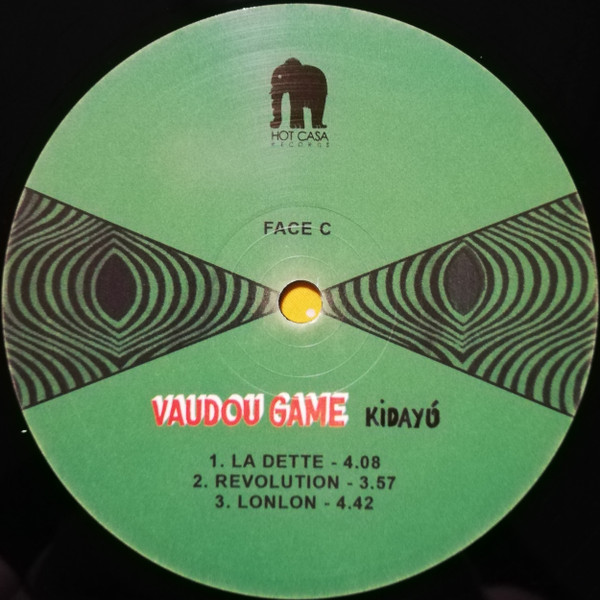 HOT CASA
RECORDS
FACE C
VAUDOU GAME KiDAYÚ
1. LA DETTE - 4.08
2. REVOLUTION - 3.57
3. LONLON - 4.42